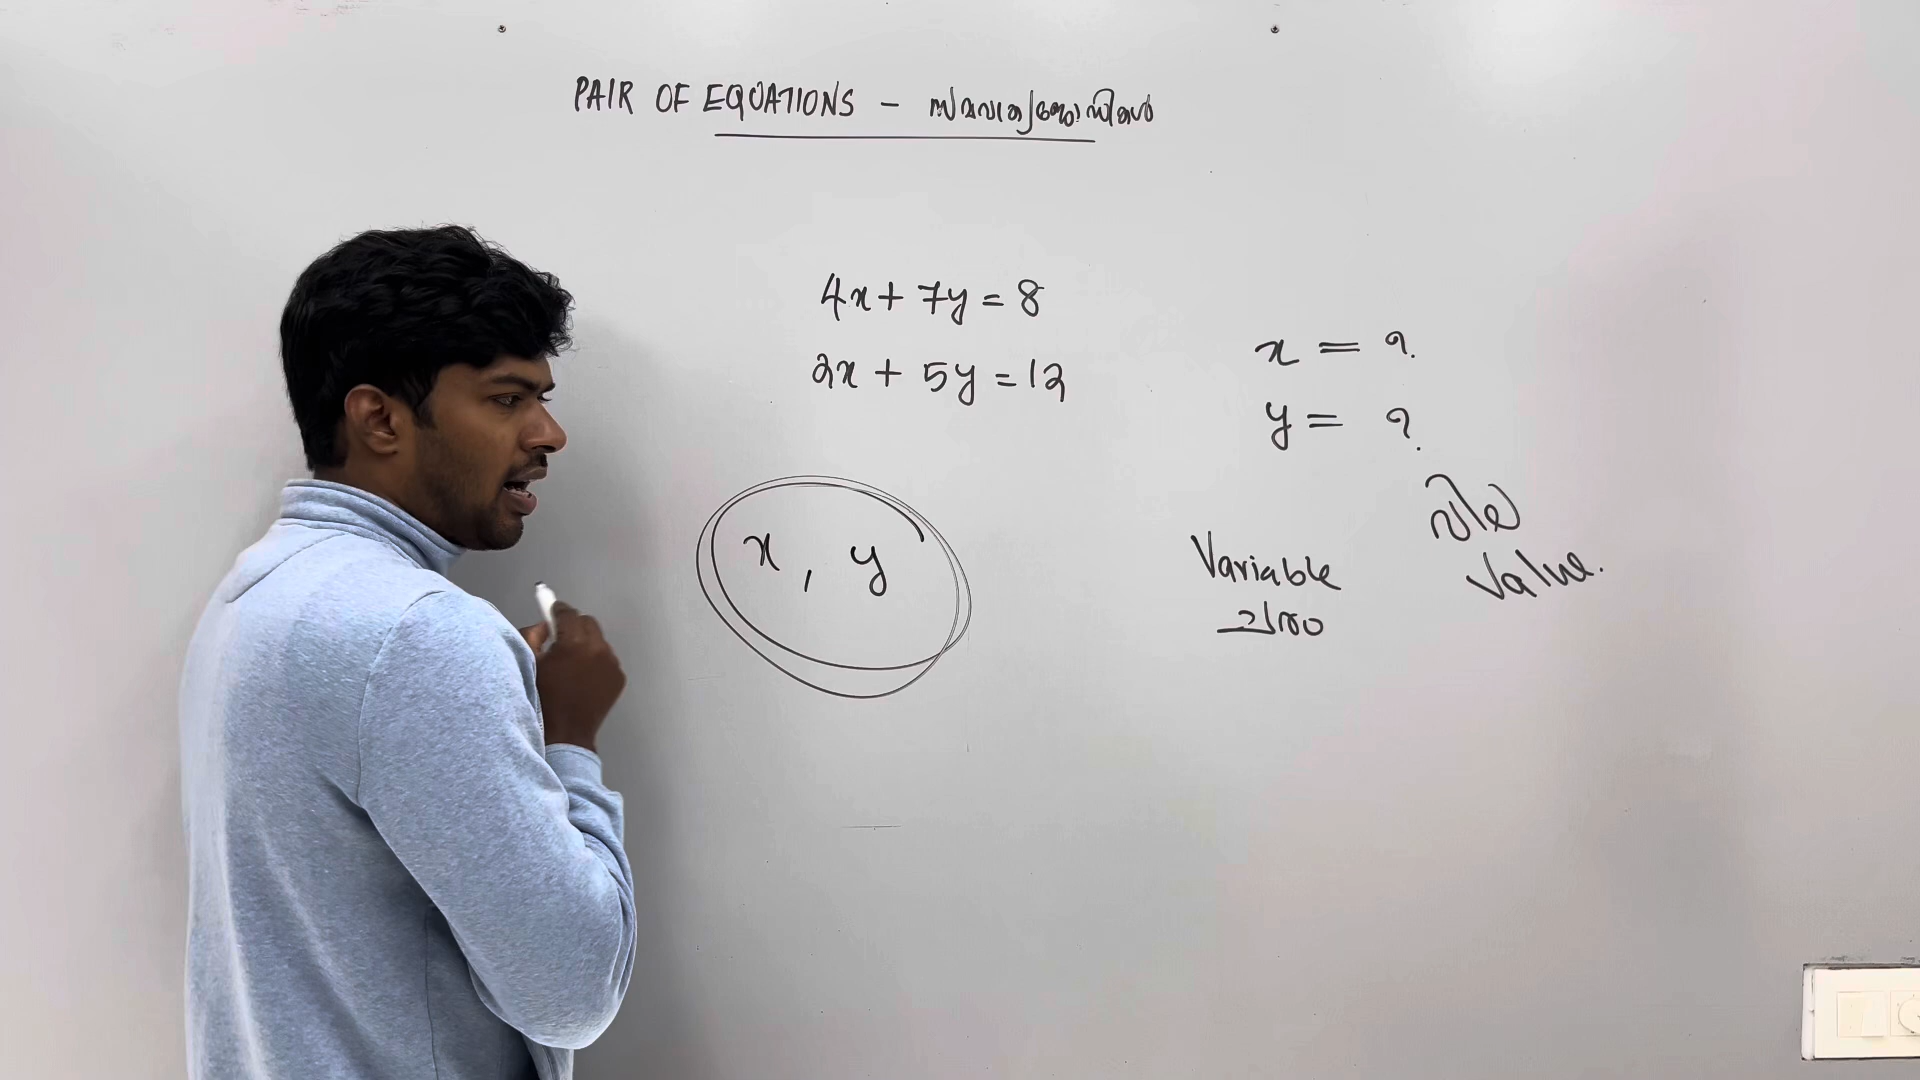 PAIR OF EQUATIONS - സമവാക്യജോഡികൾ
4x + 7y = 8
2x + 5y = 12
x = ?
y = ?
x, y
വില
Value.
Variable
ചരം